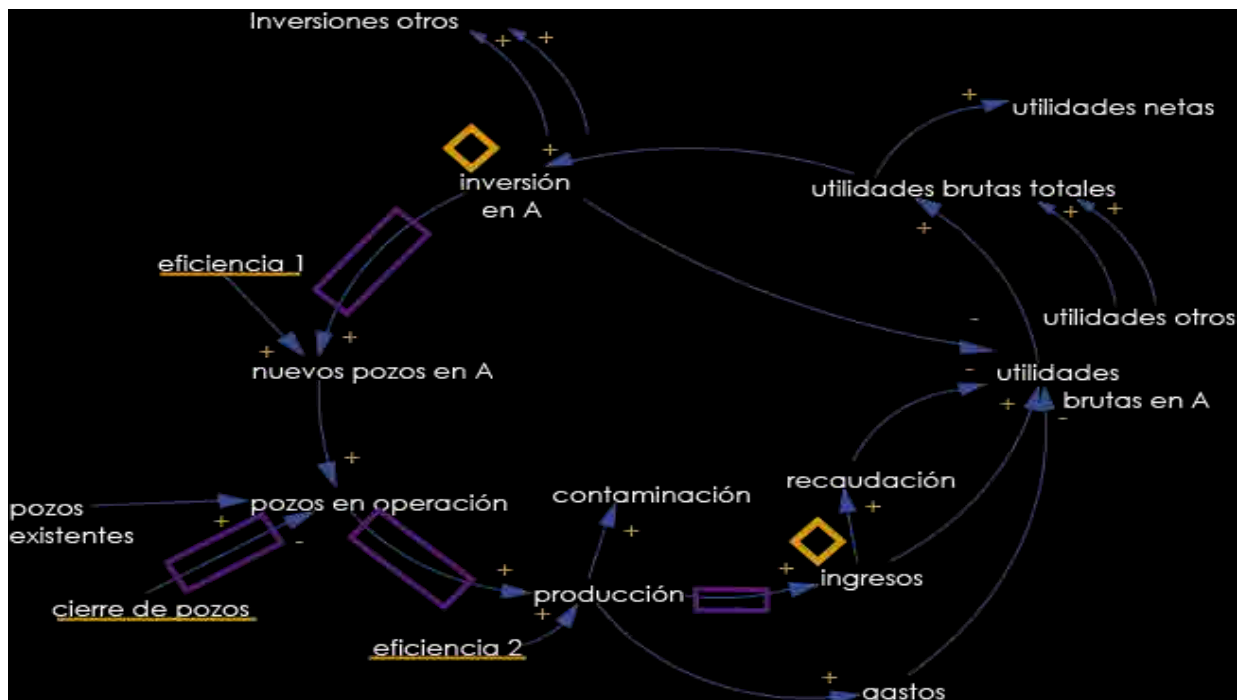 Inversiones otros
utilidades netas
inversión
en A
utilidades brutas totales
eficiencia 1
utilidades otros
nuevos pozos en A
utilidades
brutas en A
pozos en operación
pozos
existentes
contaminación
recaudación
cierre de pozos
producción
ingresos
eficiencia 2
gastos